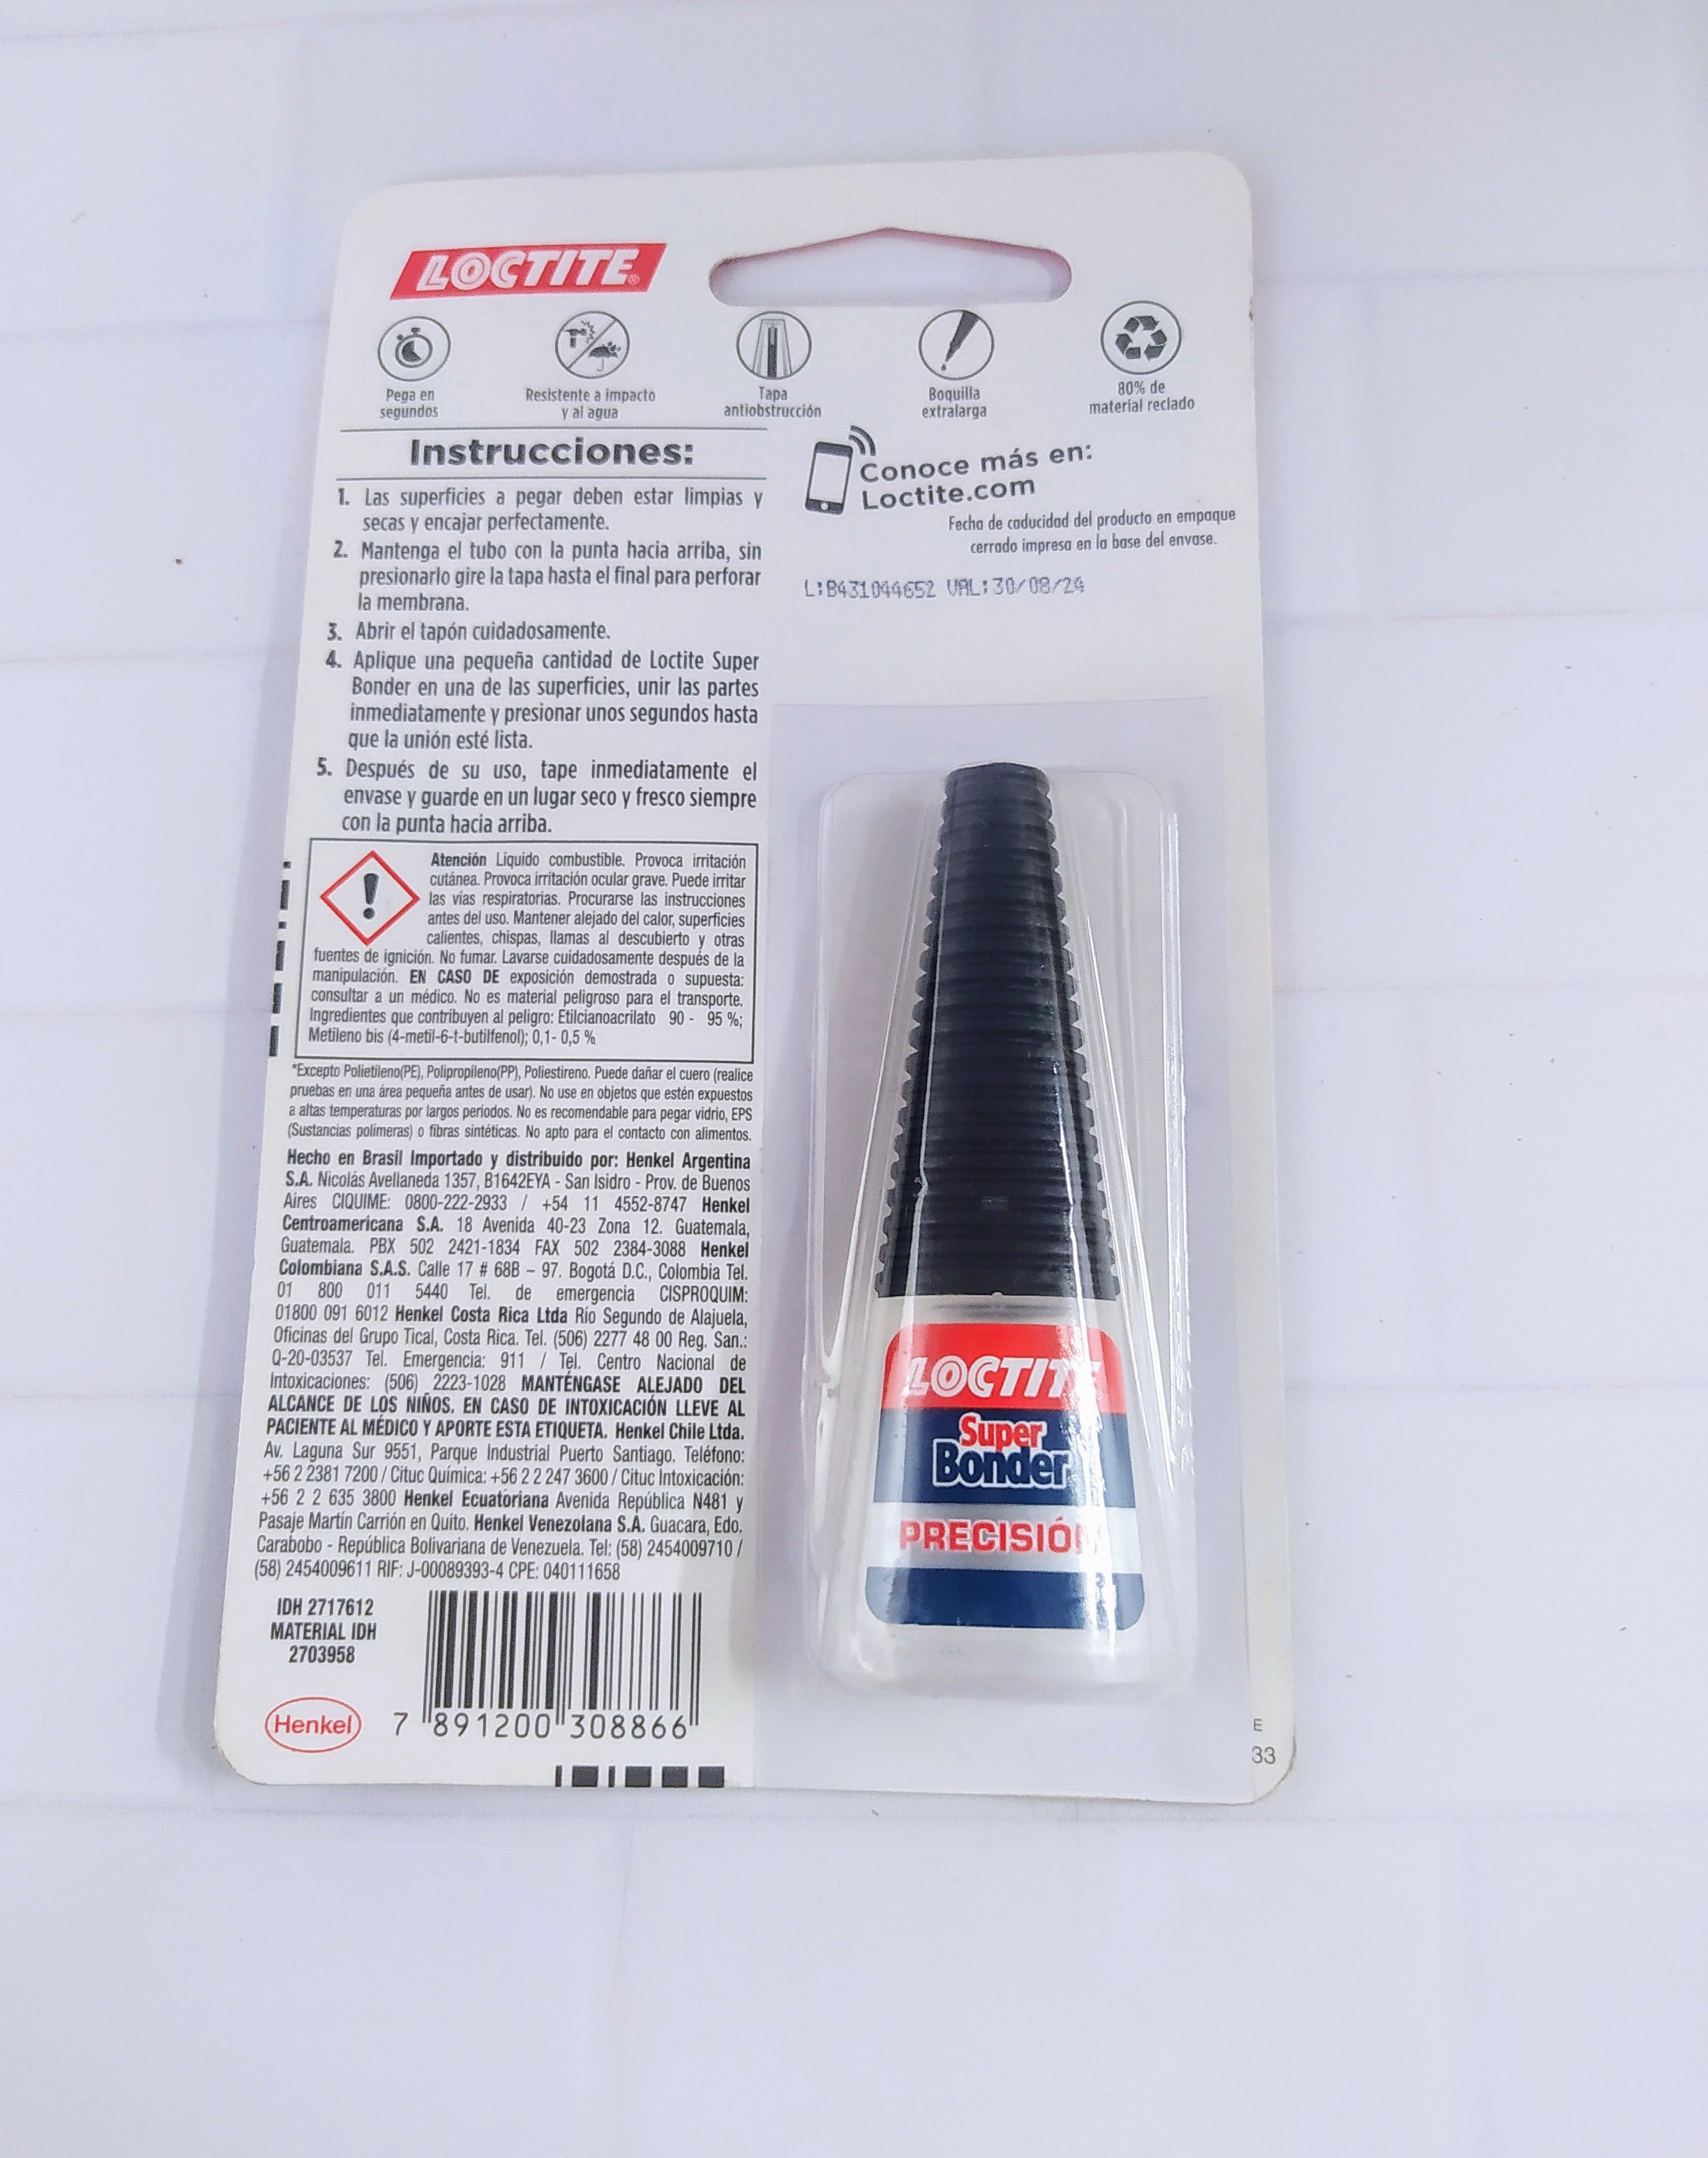 LOCTITE®
Pega en
segundos
Resistente a impacto
y al agua
Tapa
antiobstrucción
Boquilla
extralarga
80% de
material reclado
Instrucciones:
1. Las superficies a pegar deben estar limpias y
secas y encajar perfectamente.
2. Mantenga el tubo con la punta hacia arriba, sin
presionarlo gire la tapa hasta el final para perforar
la membrana.
3. Abrir el tapón cuidadosamente.
4. Aplique una pequeña cantidad de Loctite Super
Bonder en una de las superficies, unir las partes
inmediatamente y presionar unos segundos hasta
que la unión esté lista.
5. Después de su uso, tape inmediatamente el
envase y guarde en un lugar seco y fresco siempre
con la punta hacia arriba.
Atención Líquido combustible. Provoca irritación
cutánea. Provoca irritación ocular grave. Puede irritar
las vías respiratorias. Procurarse las instrucciones
antes del uso. Mantener alejado del calor, superficies
calientes, chispas, llamas al descubierto y otras
fuentes de ignición. No fumar. Lavarse cuidadosamente después de la
manipulación. EN CASO DE exposición demostrada o supuesta:
consultar a un médico. No es material peligroso para el transporte.
Ingredientes que contribuyen al peligro: Etilcianoacrilato 90 - 95 %;
Metileno bis (4-metil-6-t-butilfenol); 0,1- 0,5 %
*Excepto Polietileno(PE), Polipropileno(PP), Poliestireno. Puede dañar el cuero (realice
pruebas en una área pequeña antes de usar). No use en objetos que estén expuestos
a altas temperaturas por largos periodos. No es recomendable para pegar vidrio, EPS
(Sustancias polímeras) o fibras sintéticas. No apto para el contacto con alimentos.
Hecho en Brasil Importado y distribuido por: Henkel Argentina
S.A. Nicolás Avellaneda 1357, B1642EYA - San Isidro - Prov. de Buenos
Aires CIQUIME: 0800-222-2933 / +54 11 4552-8747 Henkel
Centroamericana S.A. 18 Avenida 40-23 Zona 12. Guatemala,
Guatemala. PBX 502 2421-1834 FAX 502 2384-3088 Henkel
Colombiana S.A.S. Calle 17 # 68B – 97. Bogotá D.C., Colombia Tel.
01 800 011 5440 Tel. de emergencia CISPROQUIM:
01800 091 6012 Henkel Costa Rica Ltda Río Segundo de Alajuela,
Oficinas del Grupo Tical, Costa Rica. Tel. (506) 2277 48 00 Reg. San.:
Q-20-03537 Tel. Emergencia: 911 / Tel. Centro Nacional de
Intoxicaciones: (506) 2223-1028 MANTÉNGASE ALEJADO DEL
ALCANCE DE LOS NIÑOS. EN CASO DE INTOXICACIÓN LLEVE AL
PACIENTE AL MÉDICO Y APORTE ESTA ETIQUETA. Henkel Chile Ltda.
Av. Laguna Sur 9551, Parque Industrial Puerto Santiago. Teléfono:
+56 2 2381 7200 / Cituc Química: +56 2 2 247 3600 / Cituc Intoxicación:
+56 2 2 635 3800 Henkel Ecuatoriana Avenida República N481 y
Pasaje Martín Carrión en Quito. Henkel Venezolana S.A. Guacara, Edo.
Carabobo - República Bolivariana de Venezuela. Tel: (58) 2454009710 /
(58) 2454009611 RIF: J-00089393-4 CPE: 040111658
IDH 2717612
MATERIAL IDH
2703958
Henkel
7 891200 308866
Conoce más en:
Loctite.com
Fecha de caducidad del producto en empaque
cerrado impresa en la base del envase.
L:B431044652 VAL:30/08/24
LOCTITE
Super
Bonder
PRECISIÓN
E
33